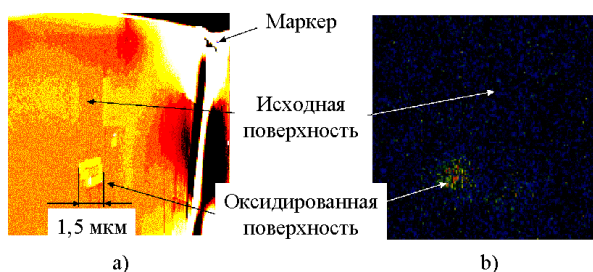 Маркер
Исходная
поверхность
Оксидированная
поверхность
1,5 мкм
a)
b)